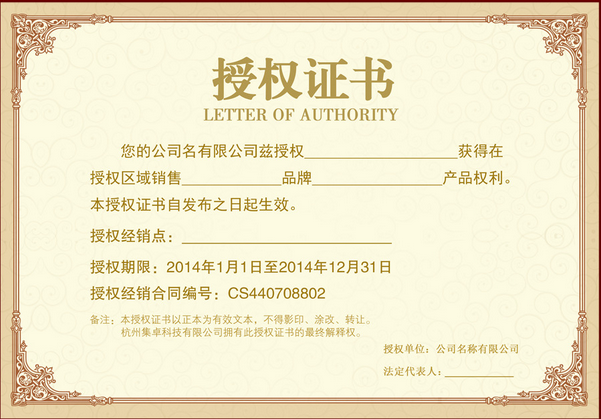 授权证书
LETTER OF AUTHORITY
您的公司名有限公司兹授权____________________获得在
授权区域销售_____________品牌_________________产品权利。
本授权证书自发布之日起生效。
授权经销点：___________________________
授权期限：2014年1月1日至2014年12月31日
授权经销合同编号：CS440708802
备注：本授权证书以正本为有效文本，不得影印、涂改、转让。
杭州集卓科技有限公司拥有此授权证书的最终解释权。
授权单位：公司名称有限公司
法定代表人：___________